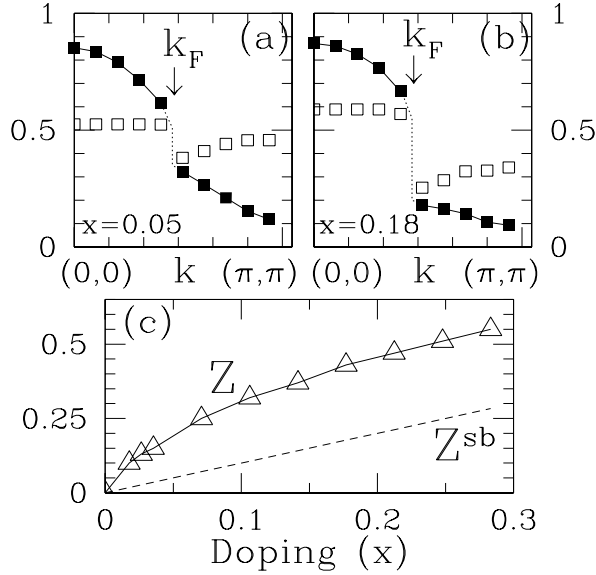 1
(a)
k_F
0.5
x=0.05
0
(0,0) k (π,π)
(b)
k_F
1
0.5
x=0.18
0
(0,0) k (π,π)
(c)
0.5
Z
0.25
Z^sb
0
0 0.1 0.2 0.3
Doping (x)